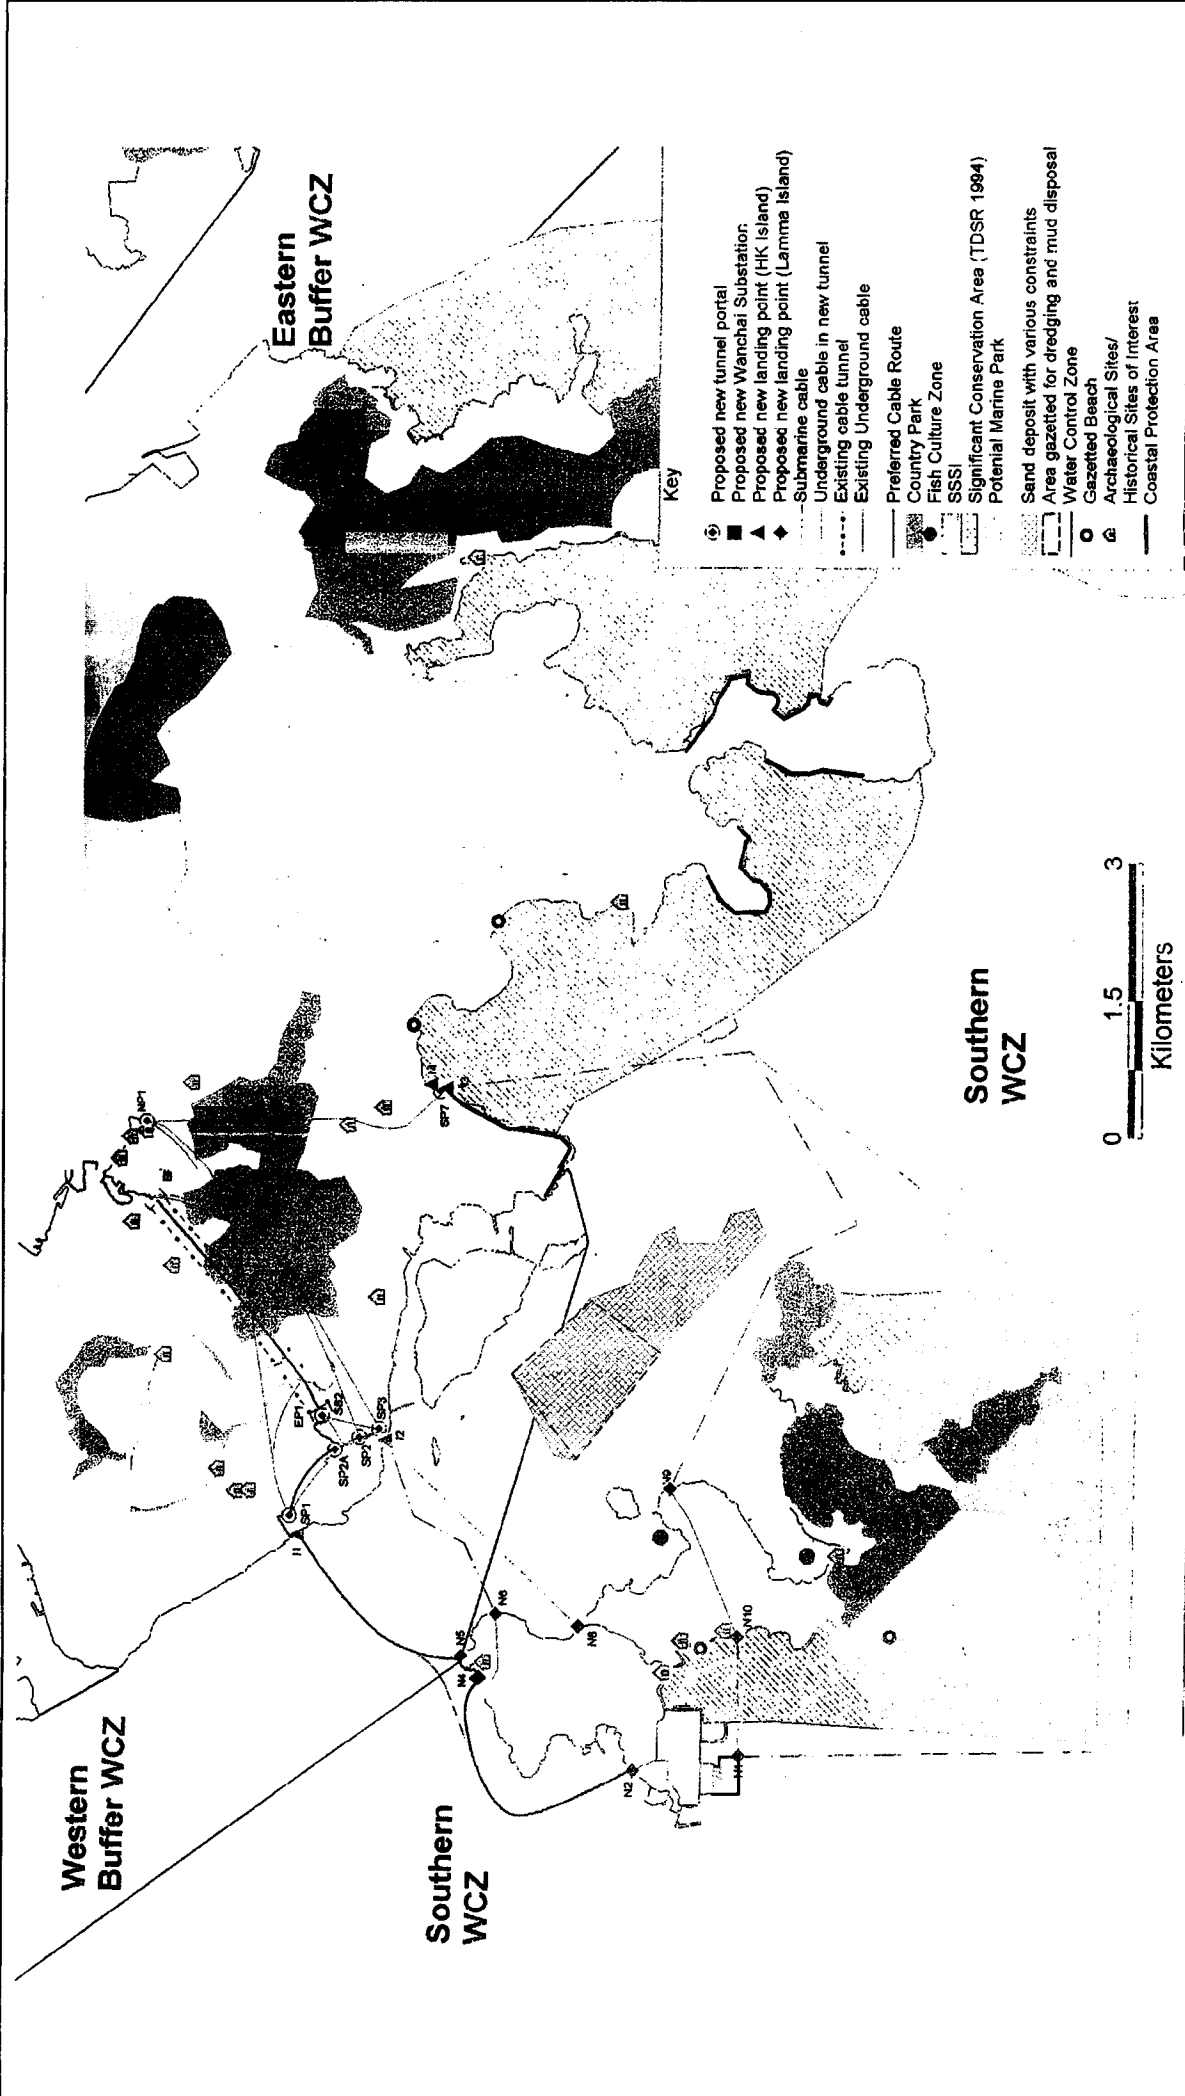 Western
Buffer WCZ
Eastern
Buffer WCZ
Southern
WCZ
Southern
WCZ
NP1
EP1
SB2
SP3
SP2
SP2A
I2
SP1
I1
SP7
N5
N4
N6
N8
N9
N10
N2
Key
Proposed new tunnel portal
Proposed new Wanchai Substation
Proposed new landing point (HK Island)
Proposed new landing point (Lamma Island)
Submarine cable
Underground cable in new tunnel
Existing cable tunnel
Existing Underground cable
Preferred Cable Route
Country Park
Fish Culture Zone
SSSI
Significant Conservation Area (TDSR 1994)
Potenial Marine Park
Sand deposit with various constraints
Area gazetted for dredging and mud disposal
Water Control Zone
Gazetted Beach
Archaeological Sites/
Historical Sites of Interest
Coastal Protection Area
0 1.5 3
Kilometers